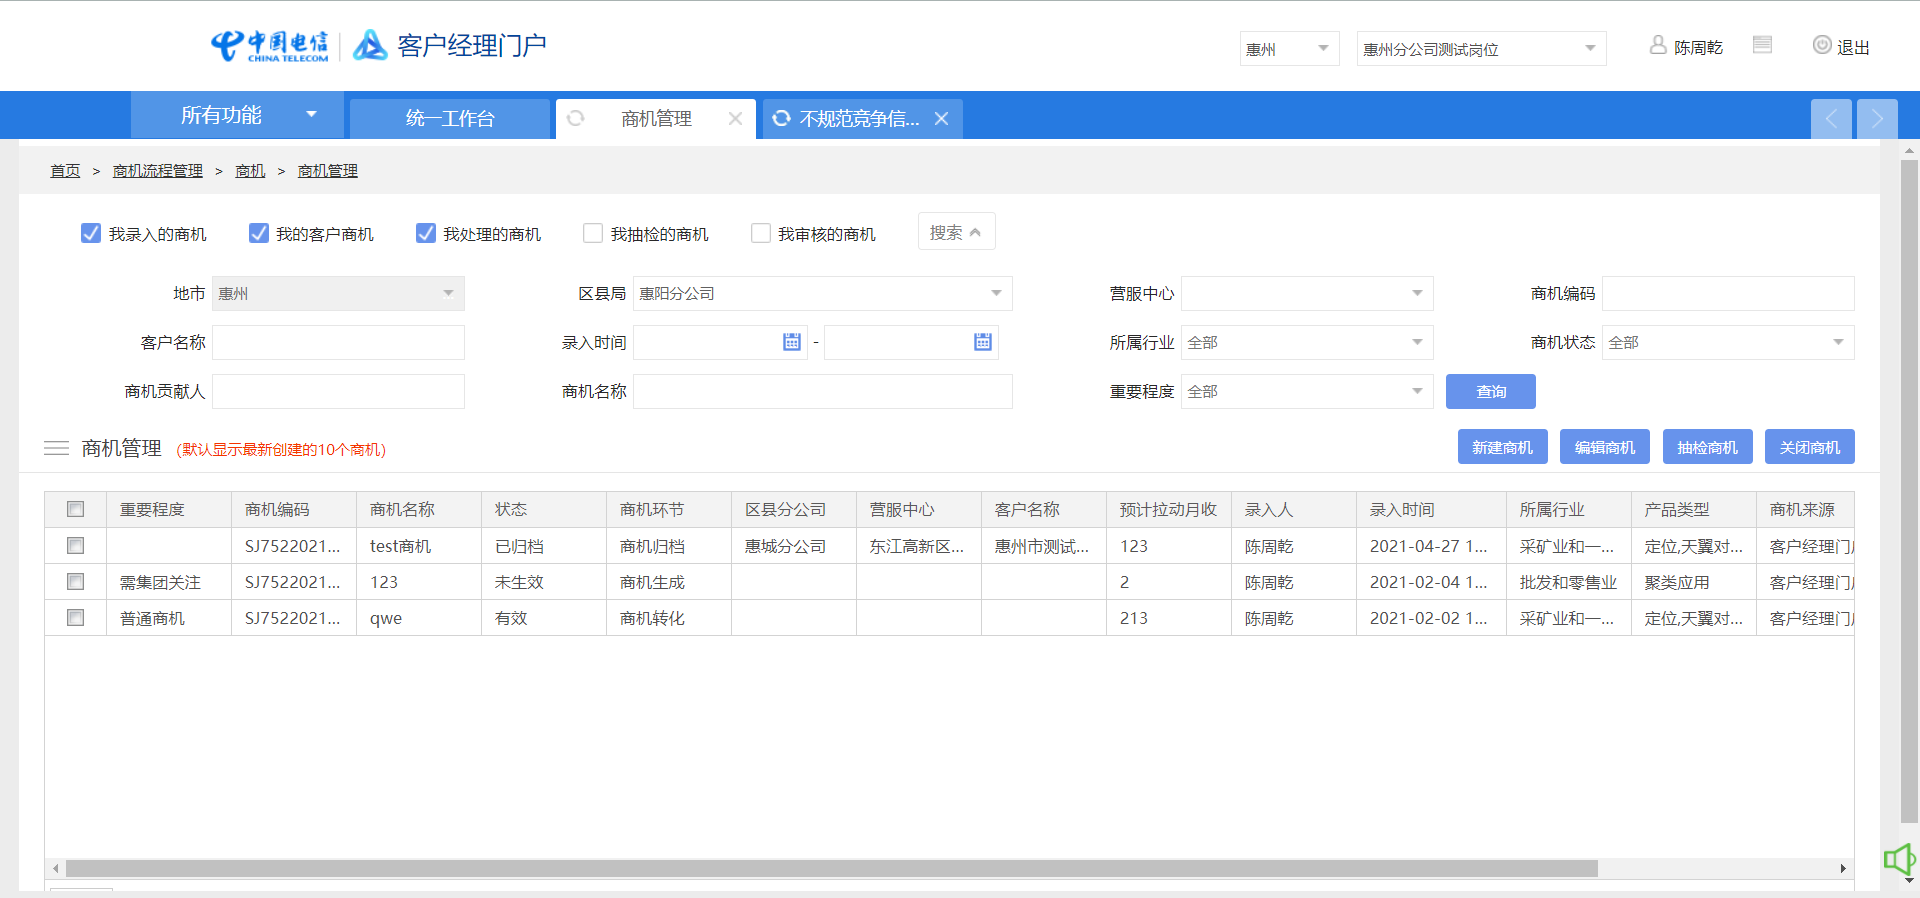 中国电信 CHINA TELECOM 客户经理门户 惠州 惠州分公司测试岗位 陈周乾 退出
所有功能 统一工作台 商机管理 不规范竞争信...
首页 > 商机流程管理 > 商机 > 商机管理
我录入的商机 我的客户商机 我处理的商机 我抽检的商机 我审核的商机 搜索
地市 惠州 区县局 惠阳分公司 营服中心 商机编码
客户名称 录入时间 - 所属行业 全部 商机状态 全部
商机贡献人 商机名称 重要程度 全部 查询
商机管理 (默认显示最新创建的10个商机) 新建商机 编辑商机 抽检商机 关闭商机
重要程度 商机编码 商机名称 状态 商机环节 区县分公司 营服中心 客户名称 预计拉动月收 录入人 录入时间 所属行业 产品类型 商机来源
SJ7522021... test商机 已归档 商机归档 惠城分公司 东江高新区... 惠州市测试... 123 陈周乾 2021-04-27 1... 采矿业和一... 定位,天翼对... 客户经理门户
需集团关注 SJ7522021... 123 未生效 商机生成 2 陈周乾 2021-02-04 1... 批发和零售业 聚类应用 客户经理门户
普通商机 SJ7522021... qwe 有效 商机转化 213 陈周乾 2021-02-02 1... 采矿业和一... 定位,天翼对... 客户经理门户